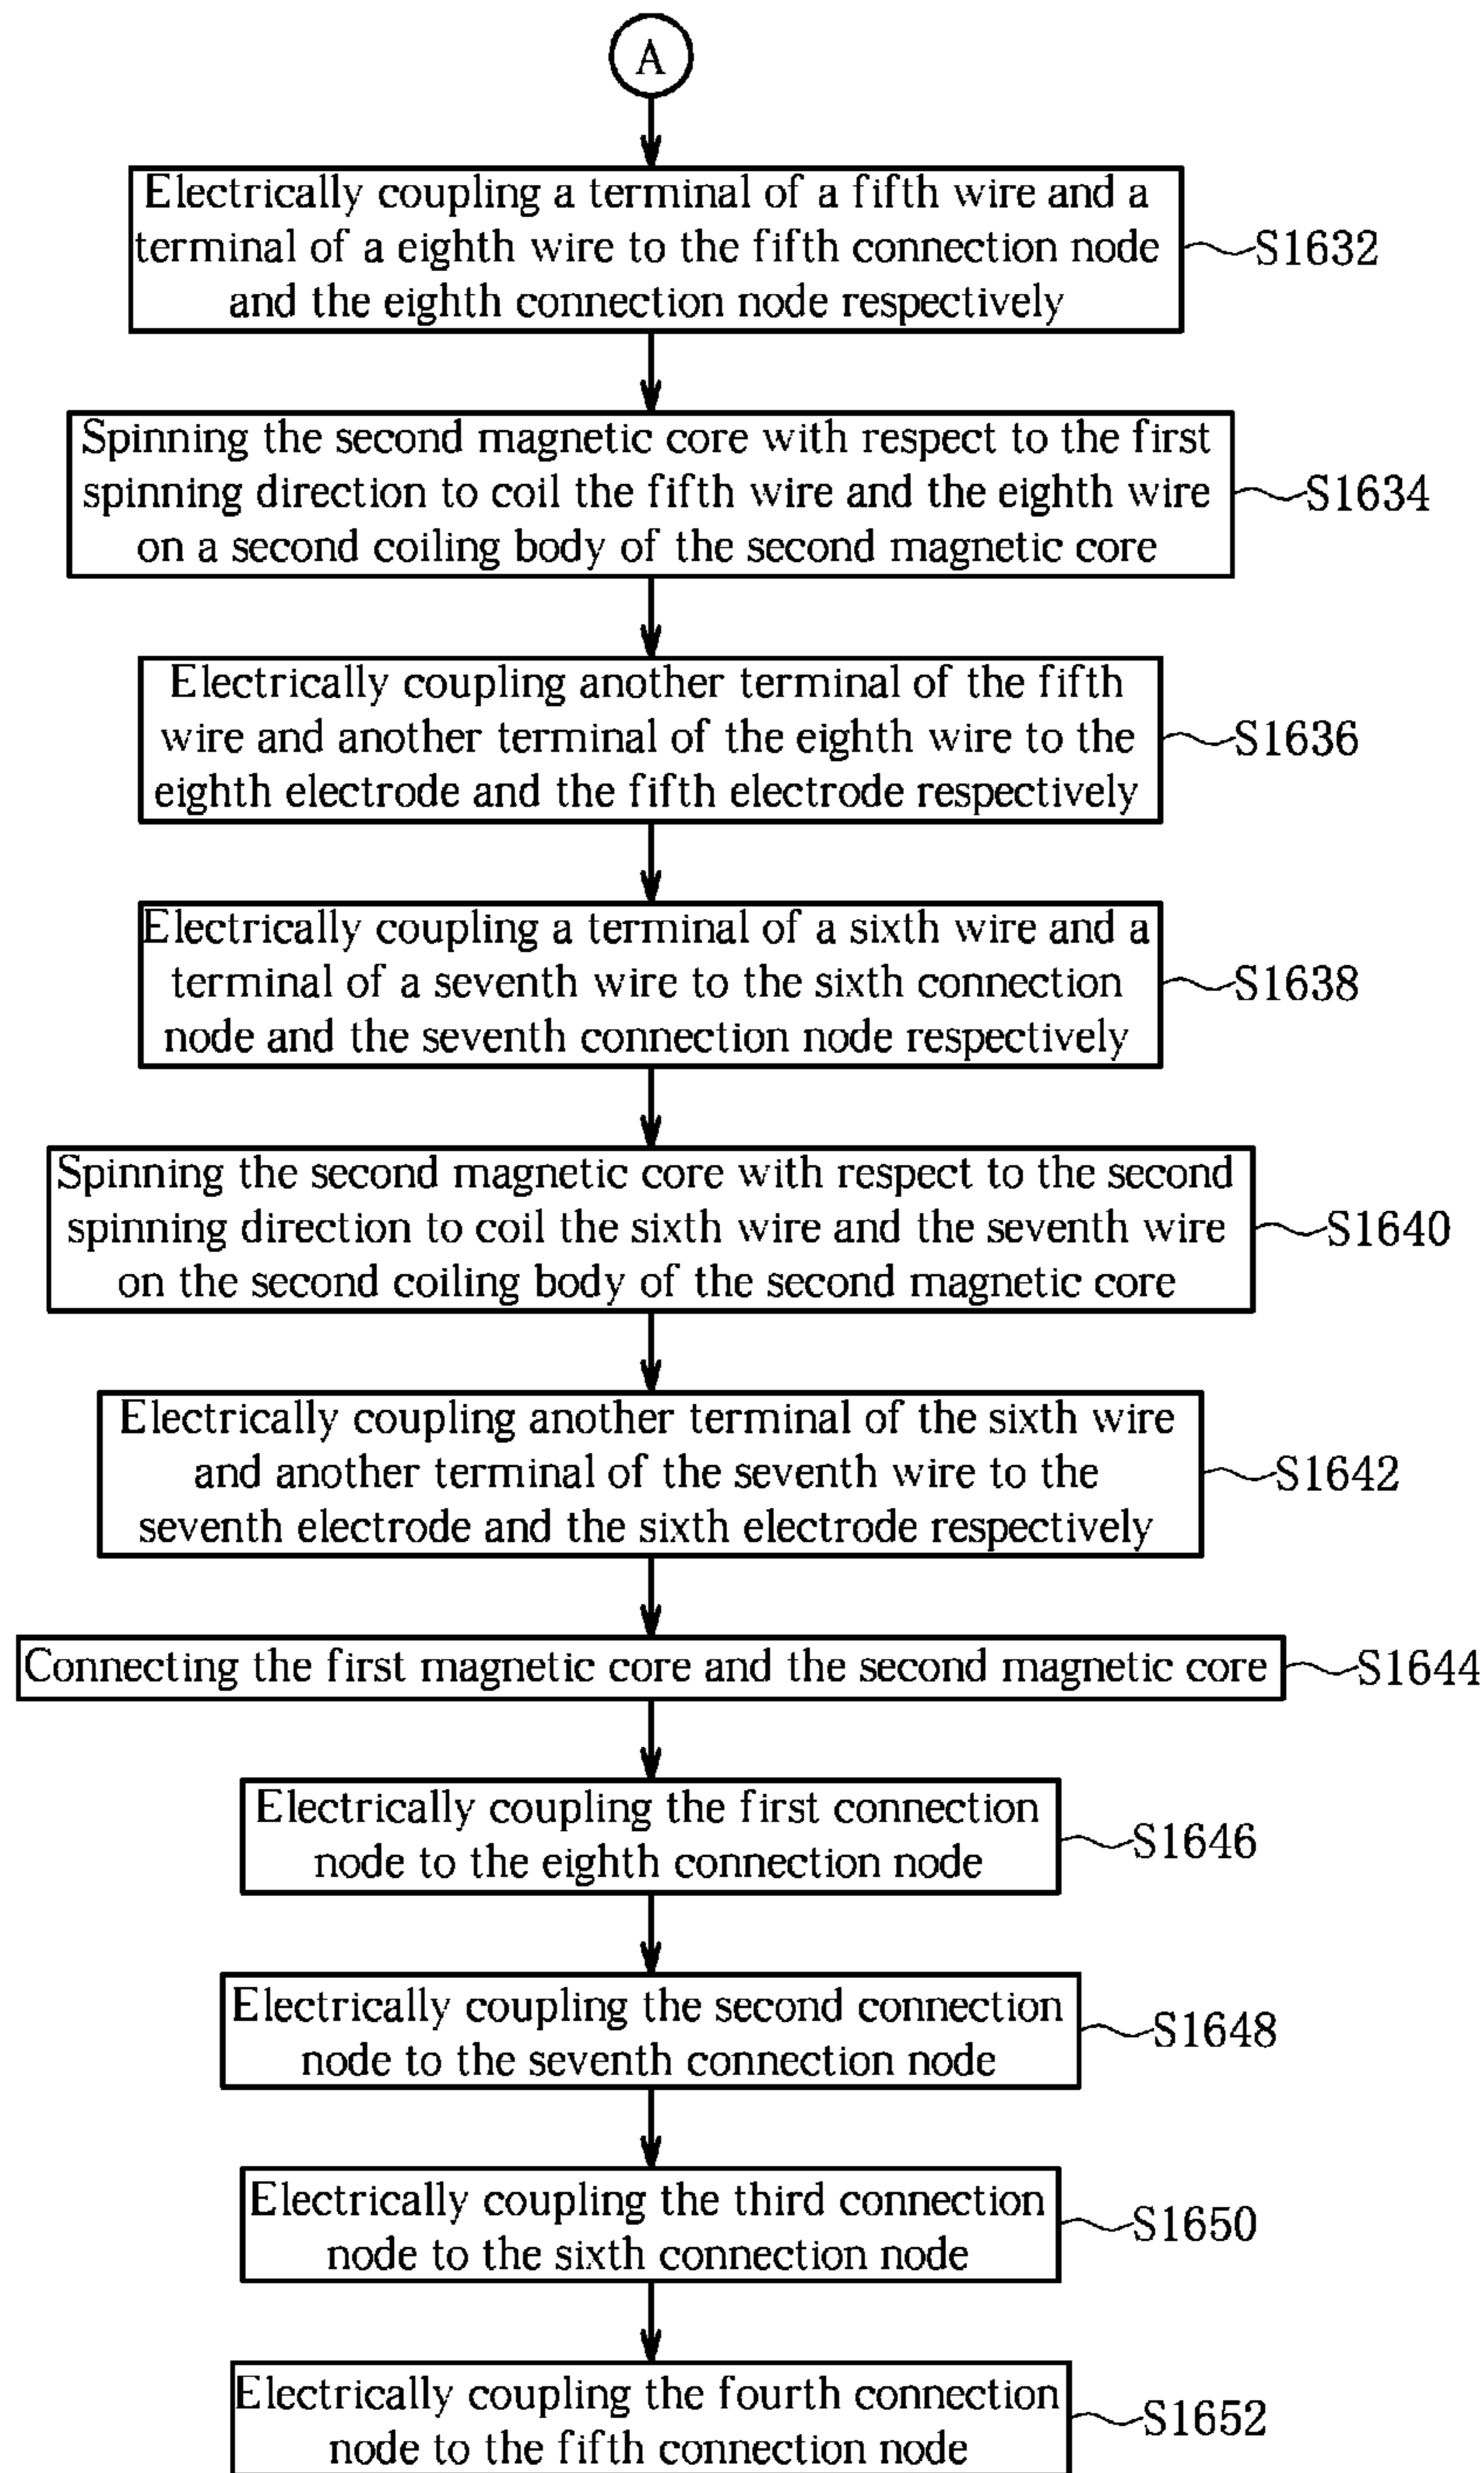 A
Electrically coupling a terminal of a fifth wire and a
terminal of a eighth wire to the fifth connection node
and the eighth connection node respectively
S1632
Spinning the second magnetic core with respect to the first
spinning direction to coil the fifth wire and the eighth wire
on a second coiling body of the second magnetic core
S1634
Electrically coupling another terminal of the fifth
wire and another terminal of the eighth wire to the
eighth electrode and the fifth electrode respectively
S1636
Electrically coupling a terminal of a sixth wire and a
terminal of a seventh wire to the sixth connection
node and the seventh connection node respectively
S1638
Spinning the second magnetic core with respect to the second
spinning direction to coil the sixth wire and the seventh wire
on the second coiling body of the second magnetic core
S1640
Electrically coupling another terminal of the sixth wire
and another terminal of the seventh wire to the
seventh electrode and the sixth electrode respectively
S1642
Connecting the first magnetic core and the second magnetic core
S1644
Electrically coupling the first connection
node to the eighth connection node
S1646
Electrically coupling the second connection
node to the seventh connection node
S1648
Electrically coupling the third connection
node to the sixth connection node
S1650
Electrically coupling the fourth connection
node to the fifth connection node
S1652